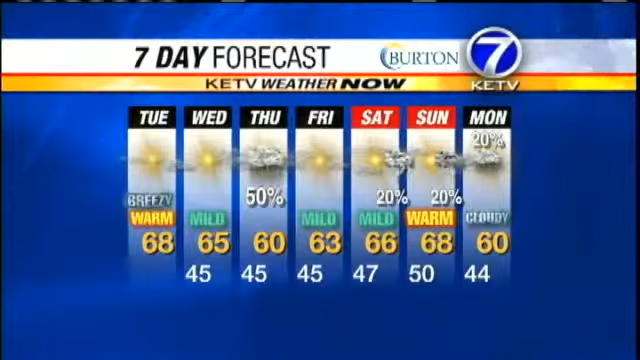 7 DAY FORECAST
BURTON
7
KETV
KETV WEATHER NOW
TUE WED THU FRI SAT SUN MON
20%
50% 20% 20%
BREEZY
WARM MILD MILD MILD WARM CLOUDY
68 65 60 63 66 68 60
45 45 45 47 50 44